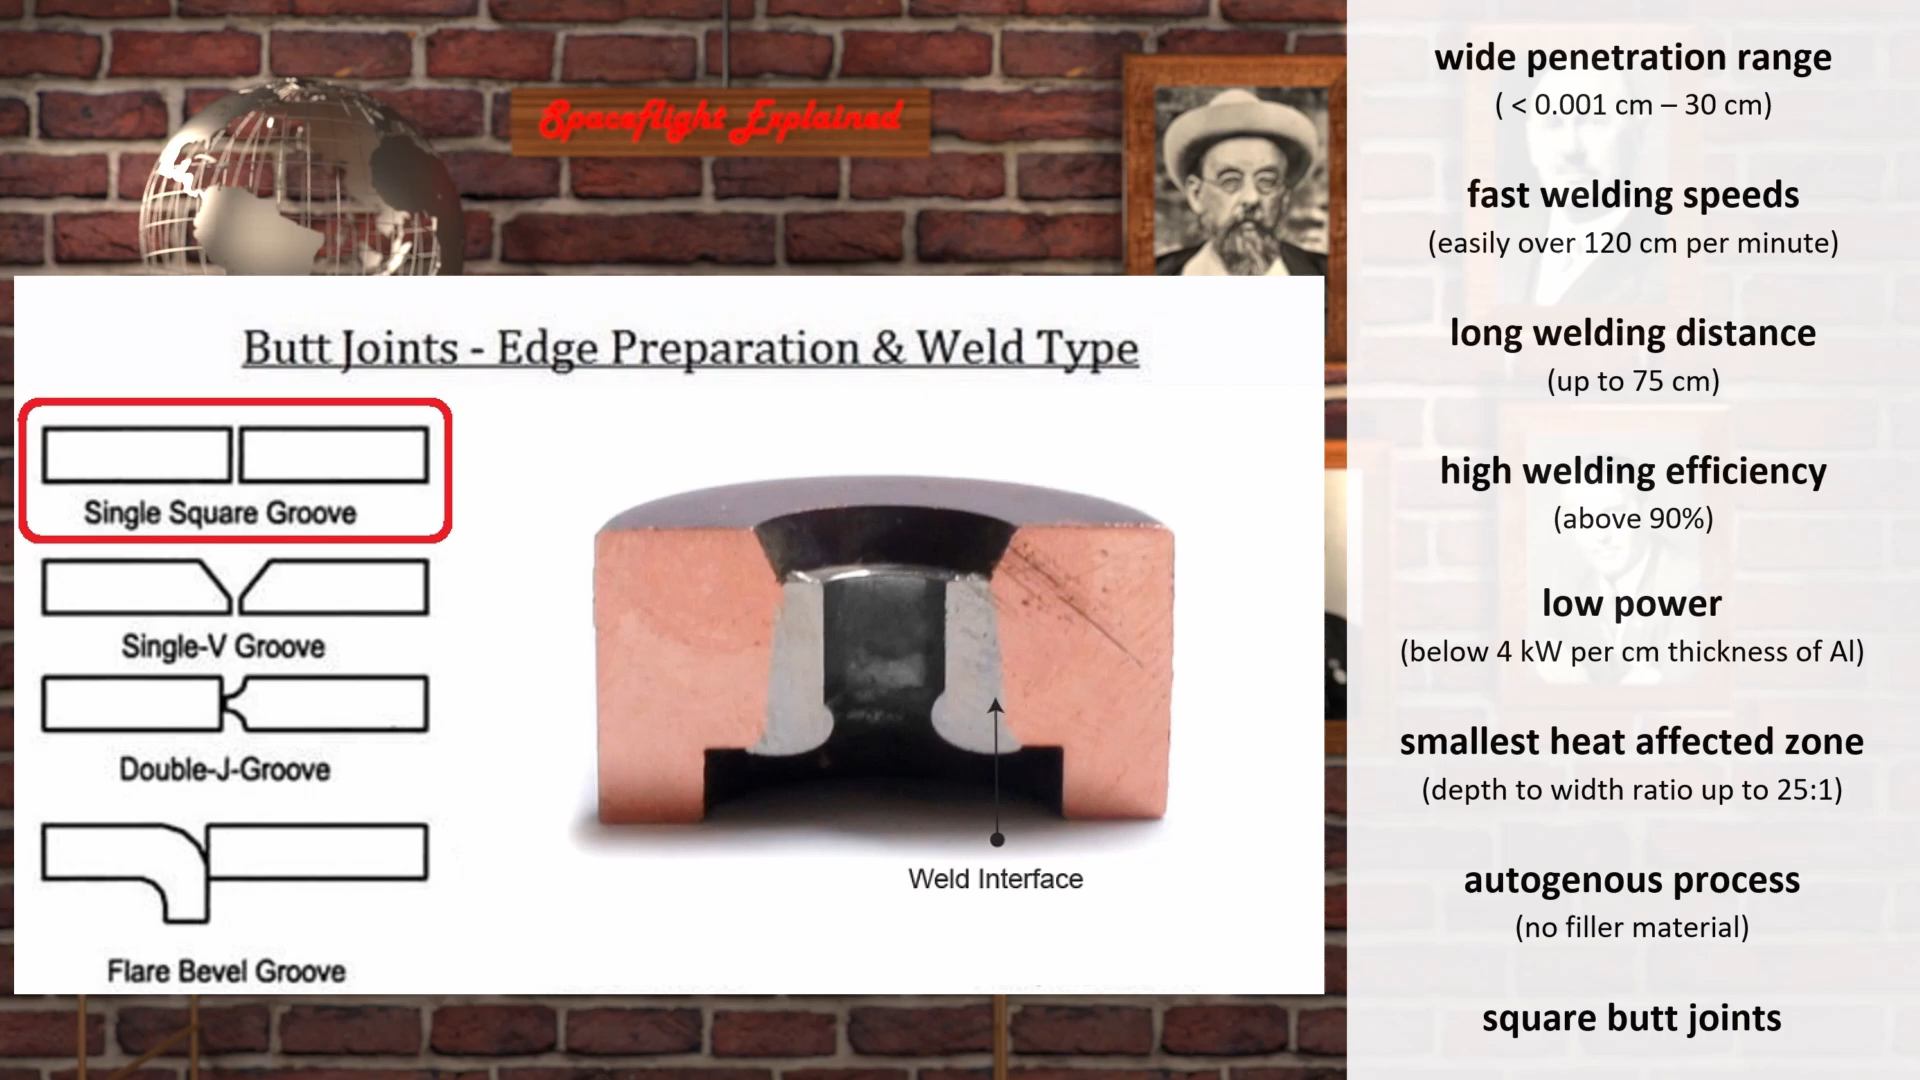 Spaceflight Explained
Butt Joints - Edge Preparation & Weld Type
Single Square Groove
Single-V Groove
Double-J-Groove
Flare Bevel Groove
Weld Interface
wide penetration range
( < 0.001 cm – 30 cm)
fast welding speeds
(easily over 120 cm per minute)
long welding distance
(up to 75 cm)
high welding efficiency
(above 90%)
low power
(below 4 kW per cm thickness of Al)
smallest heat affected zone
(depth to width ratio up to 25:1)
autogenous process
(no filler material)
square butt joints